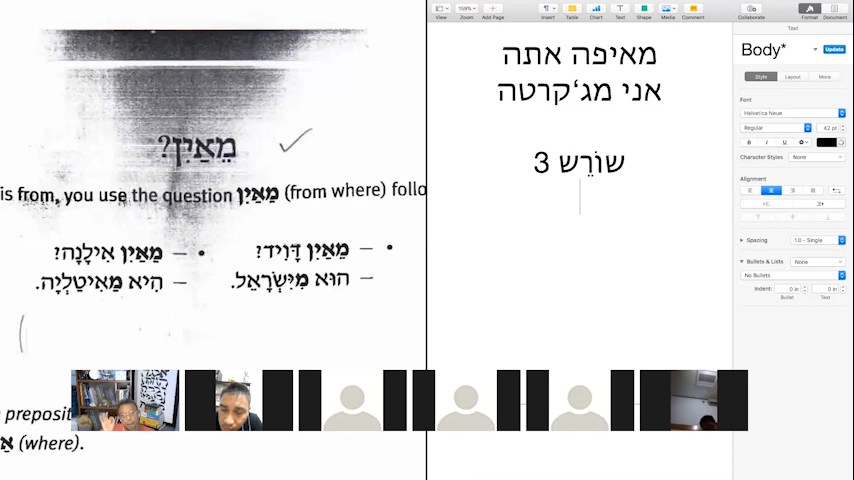 מֵאַיִן?
is from, you use the question מֵאַיִן (from where) follo
• – מֵאַיִן דָּוִיד?
– הוּא מִיִּשְׂרָאֵל.
• – מֵאַיִן אִילָנָה?
– הִיא מֵאִיטַלְיָה.
preposit
(where).
View
159%
Zoom
Add Page
Insert
Table
Chart
Text
Shape
Media
Comment
Collaborate
Format
Document
מאיפה אתה
אני מג'קרטה
שוֹרֵש 3
Text
Body*
Update
Style
Layout
More
Font
Helvetica Neue
Regular
42 pt
B I U
Character Styles
None
Alignment
Spacing
1.0 - Single
Bullets & Lists
None
No Bullets
Indent:
0 in
0 in
Bullet
Text